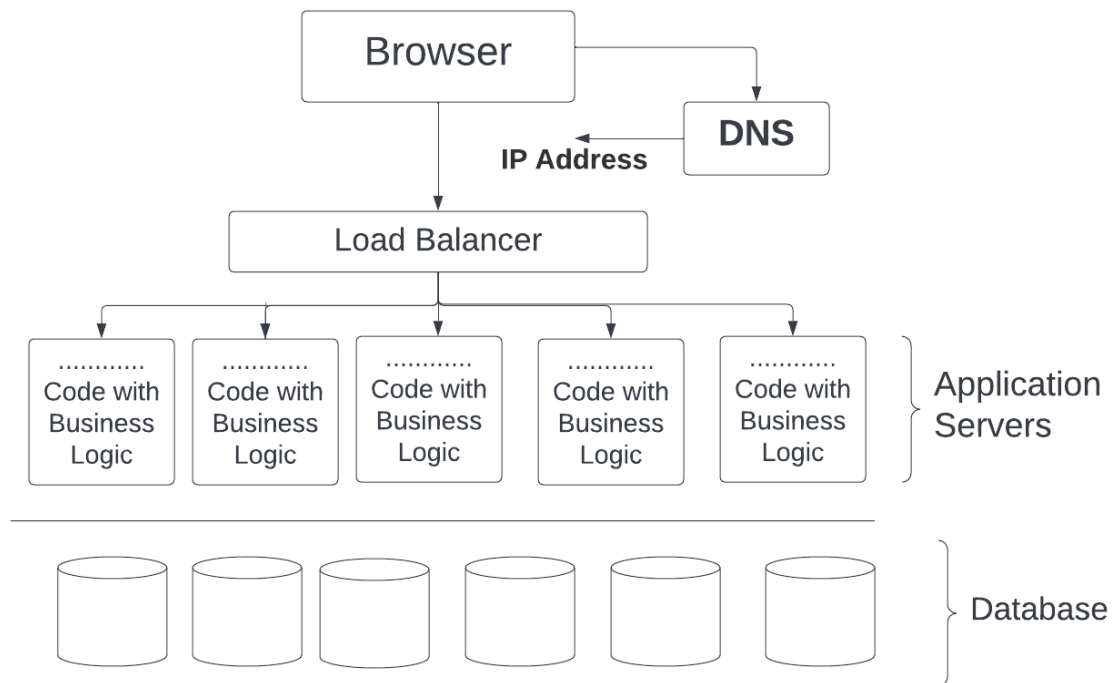 Browser
DNS
IP Address
Load Balancer
............
Code with
Business
Logic
............
Code with
Business
Logic
............
Code with
Business
Logic
............
Code with
Business
Logic
............
Code with
Business
Logic
Application
Servers
Database